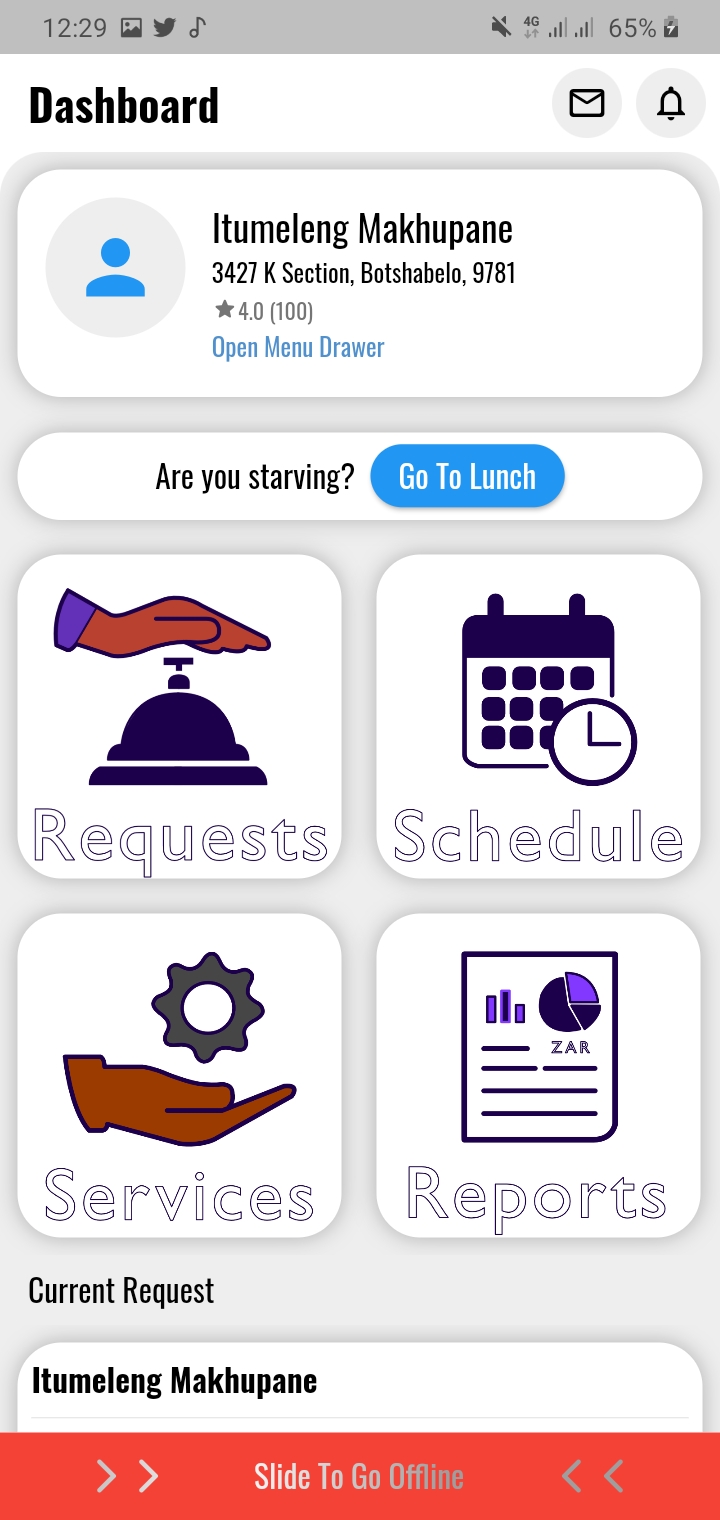 12:29
4G
65%
Dashboard
Itumeleng Makhupane
3427 K Section, Botshabelo, 9781
4.0 (100)
Open Menu Drawer
Are you starving?
Go To Lunch
Requests
Schedule
ZAR
Services
Reports
Current Request
Itumeleng Makhupane
Slide To Go Offline